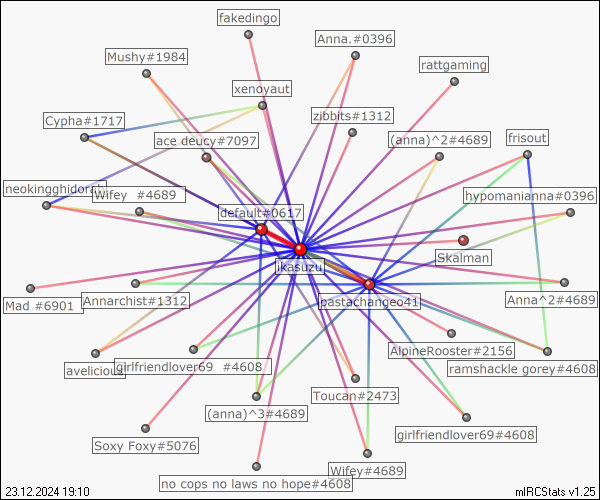 fakedingo
Anna.#0396
Mushy#1984
rattgaming
xenoyaut
zibbits#1312
Cypha#1717
ace deucy#7097
(anna)^2#4689
frisout
neokingghidorah
Wifey #4689
hypomanianna#0396
default#0617
Skalman
ikasuzu
Mad #6901
Annarchist#1312
pastachangeo41
Anna^2#4689
AlpineRooster#2156
avelicious
girlfriendlover69 #4608
ramshackle gorey#4608
Toucan#2473
(anna)^3#4689
girlfriendlover69#4608
Soxy Foxy#5076
Wifey#4689
no cops no laws no hope#4608
23.12.2024 19:10
mIRCStats v1.25